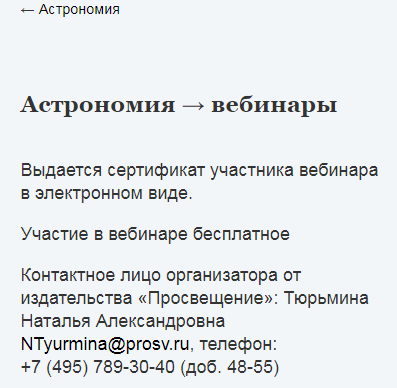 ← Астрономия
Астрономия → вебинары
Выдается сертификат участника вебинара
в электронном виде.
Участие в вебинаре бесплатное
Контактное лицо организатора от
издательства «Просвещение»: Тюрьмина
Наталья Александровна
NTyurmina@prosv.ru, телефон:
+7 (495) 789-30-40 (доб. 48-55)